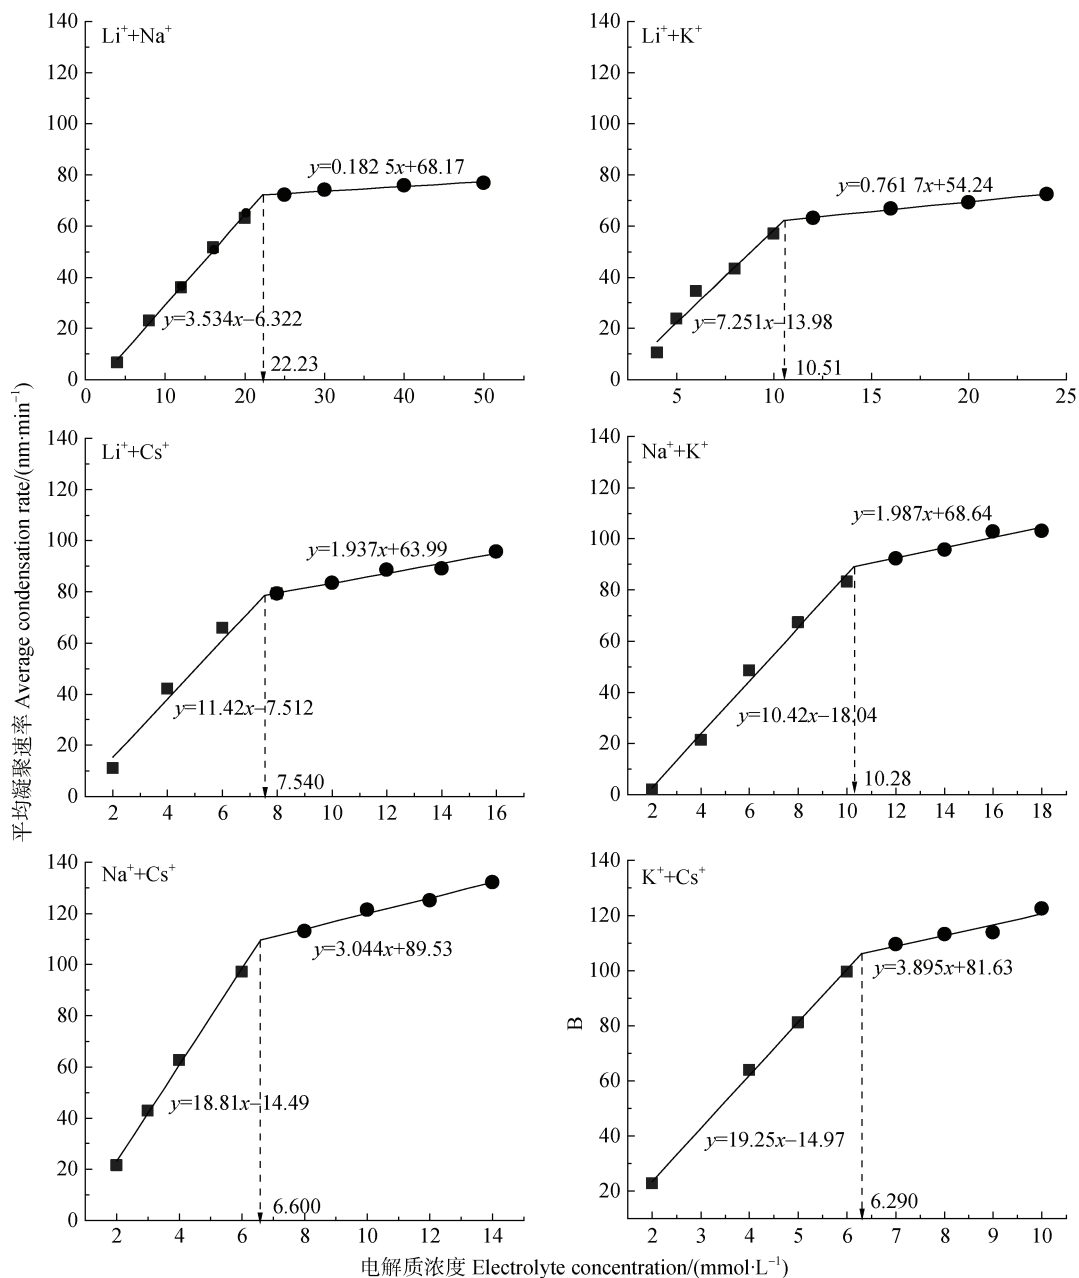 平均凝聚速率 Average condensation rate/(nm·min⁻¹)
Li⁺+Na⁺
140
120
100
80
60
40
20
0
y=0.182 5x+68.17
y=3.534x−6.322
22.23
0 10 20 30 40 50
Li⁺+K⁺
140
120
100
80
60
40
20
0
y=0.761 7x+54.24
y=7.251x−13.98
10.51
5 10 15 20 25
Li⁺+Cs⁺
140
120
100
80
60
40
20
0
y=1.937x+63.99
y=11.42x−7.512
7.540
2 4 6 8 10 12 14 16
Na⁺+K⁺
140
120
100
80
60
40
20
0
y=1.987x+68.64
y=10.42x−18.04
10.28
2 4 6 8 10 12 14 16 18
Na⁺+Cs⁺
140
120
100
80
60
40
20
0
y=3.044x+89.53
y=18.81x−14.49
6.600
2 4 6 8 10 12 14
K⁺+Cs⁺
140
120
100
80
60
40
20
B
y=3.895x+81.63
y=19.25x−14.97
6.290
2 3 4 5 6 7 8 9 10
电解质浓度 Electrolyte concentration/(mmol·L⁻¹)